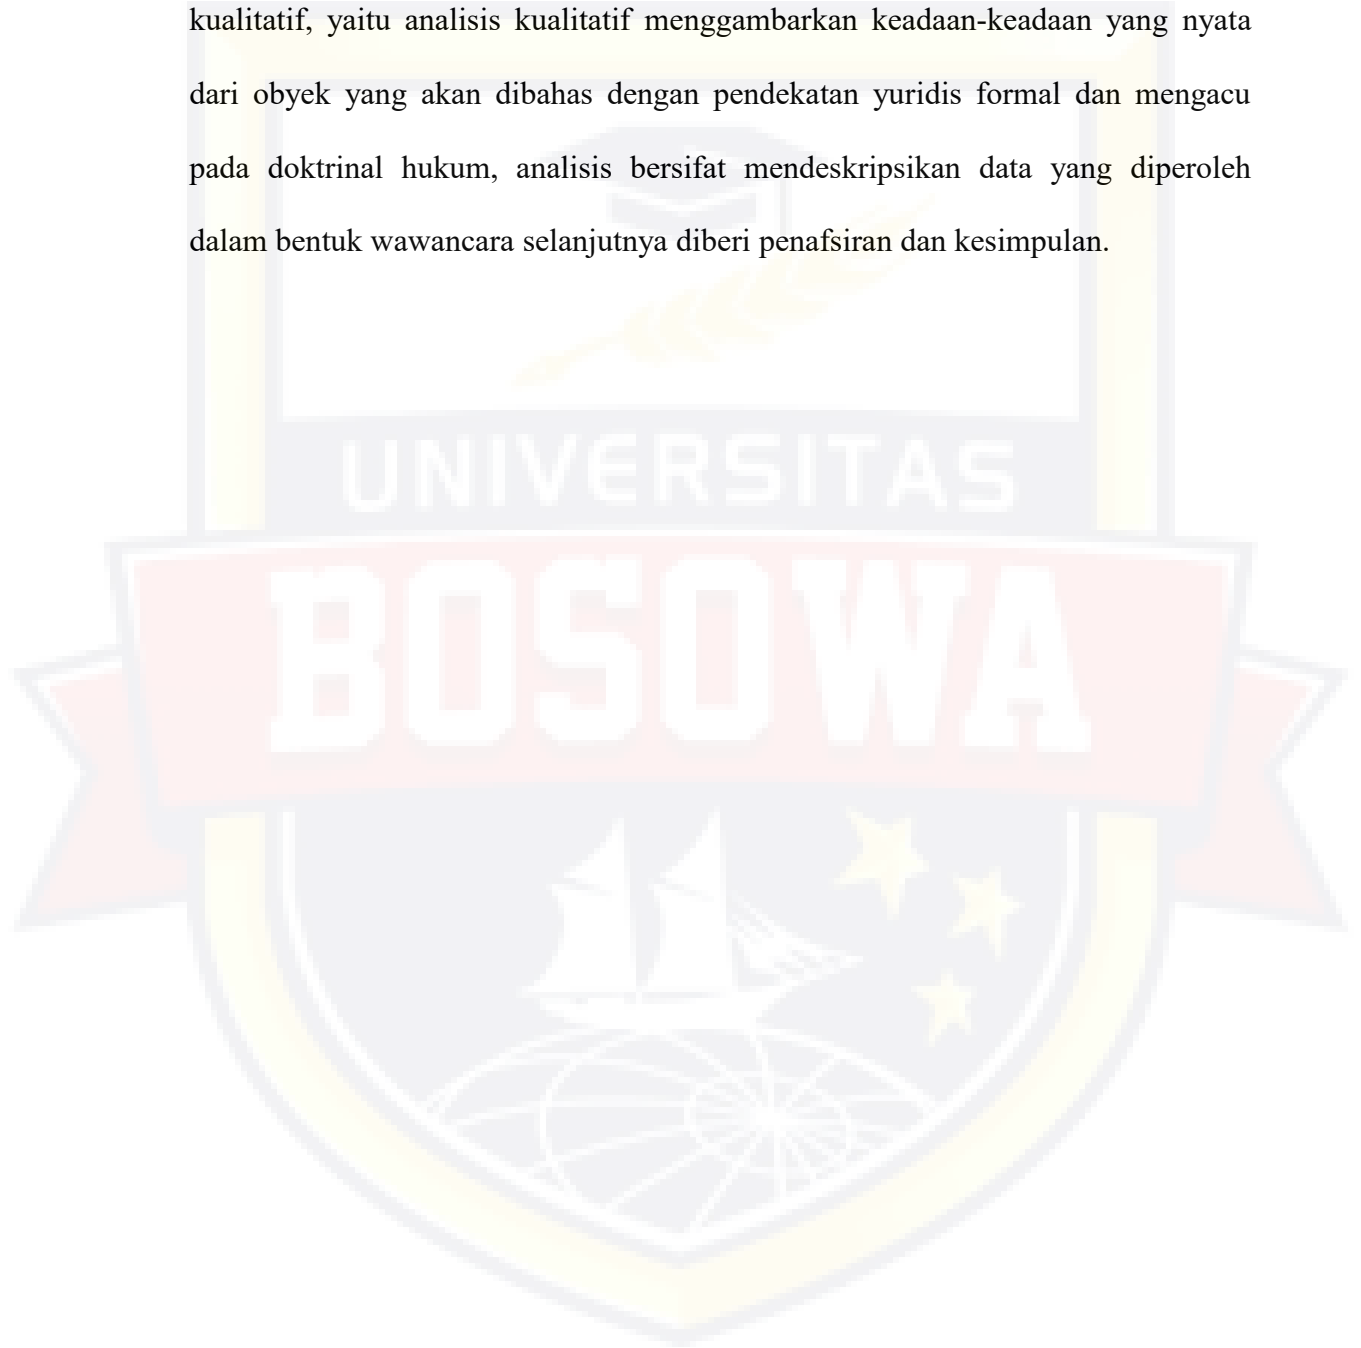 kualitatif, yaitu analisis kualitatif menggambarkan keadaan-keadaan yang nyata
dari obyek yang akan dibahas dengan pendekatan yuridis formal dan mengacu
pada doktrinal hukum, analisis bersifat mendeskripsikan data yang diperoleh
dalam bentuk wawancara selanjutnya diberi penafsiran dan kesimpulan.
UNIVERSITAS
BOSOWA